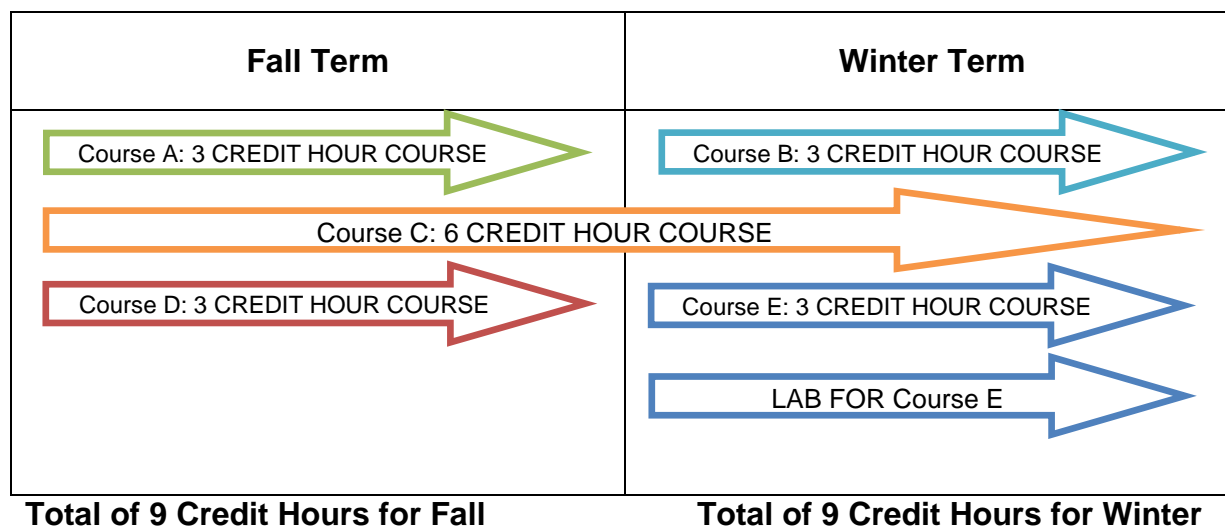 Fall Term
Winter Term
Course A: 3 CREDIT HOUR COURSE
Course B: 3 CREDIT HOUR COURSE
Course C: 6 CREDIT HOUR COURSE
Course D: 3 CREDIT HOUR COURSE
Course E: 3 CREDIT HOUR COURSE
LAB FOR Course E
Total of 9 Credit Hours for Fall
Total of 9 Credit Hours for Winter